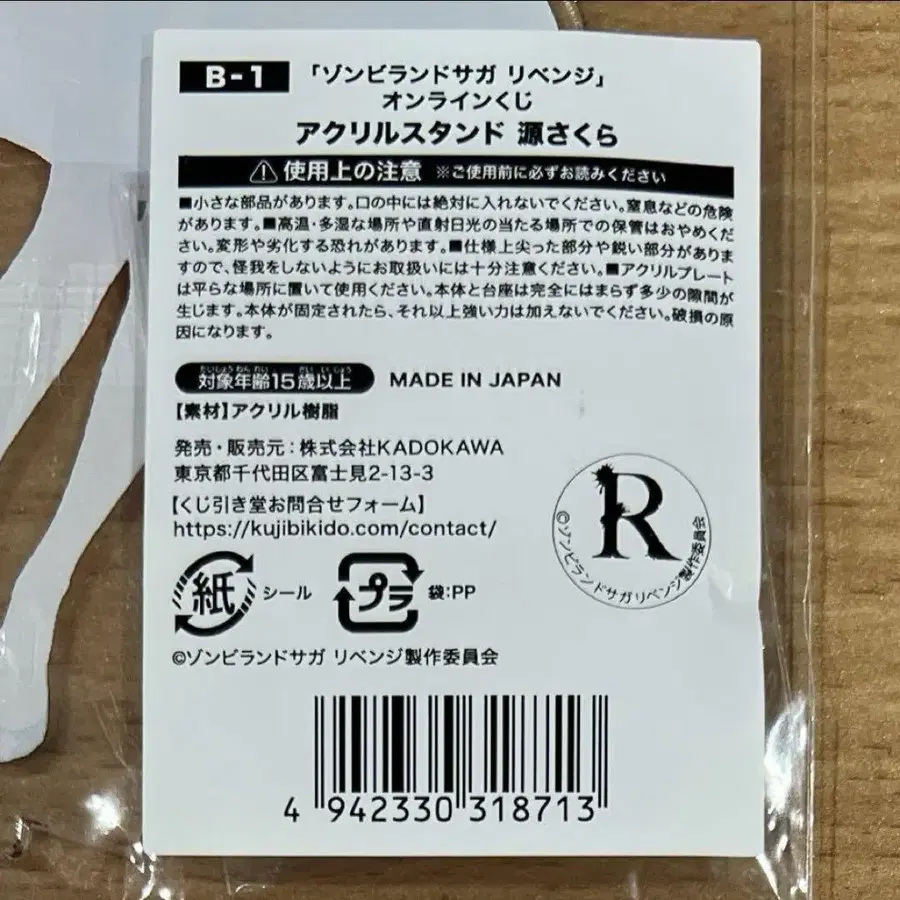 B-1
「ゾンビランドサガ リベンジ」
オンラインくじ
アクリルスタンド 源さくら
使用上の注意 ※ご使用前に必ずお読みください
■小さな部品があります。口の中には絶対に入れないでください。窒息などの危険
があります。■高温・多湿な場所や直射日光の当たる場所での保管はおやめくだ
さい。変形や劣化する恐れがあります。■仕様上尖った部分や鋭い部分がありま
すので、怪我をしないようにお取扱いには十分注意ください。■アクリルプレート
は平らな場所に置いて使用ください。本体と台座は完全にはまらず多少の隙間が
生じます。本体が固定されたら、それ以上強い力は加えないでください。破損の原
因になります。
たいしょうねんれい さい いじょう
対象年齢15歳以上 MADE IN JAPAN
【素材】アクリル樹脂
発売・販売元：株式会社KADOKAWA
東京都千代田区富士見2-13-3
【くじ引き堂お問合せフォーム】
https://kujibikido.com/contact/
R
©ゾンビランドサガ リベンジ製作委員会
紙 シール プラ 袋:PP
©ゾンビランドサガ リベンジ製作委員会
4 942330 318713